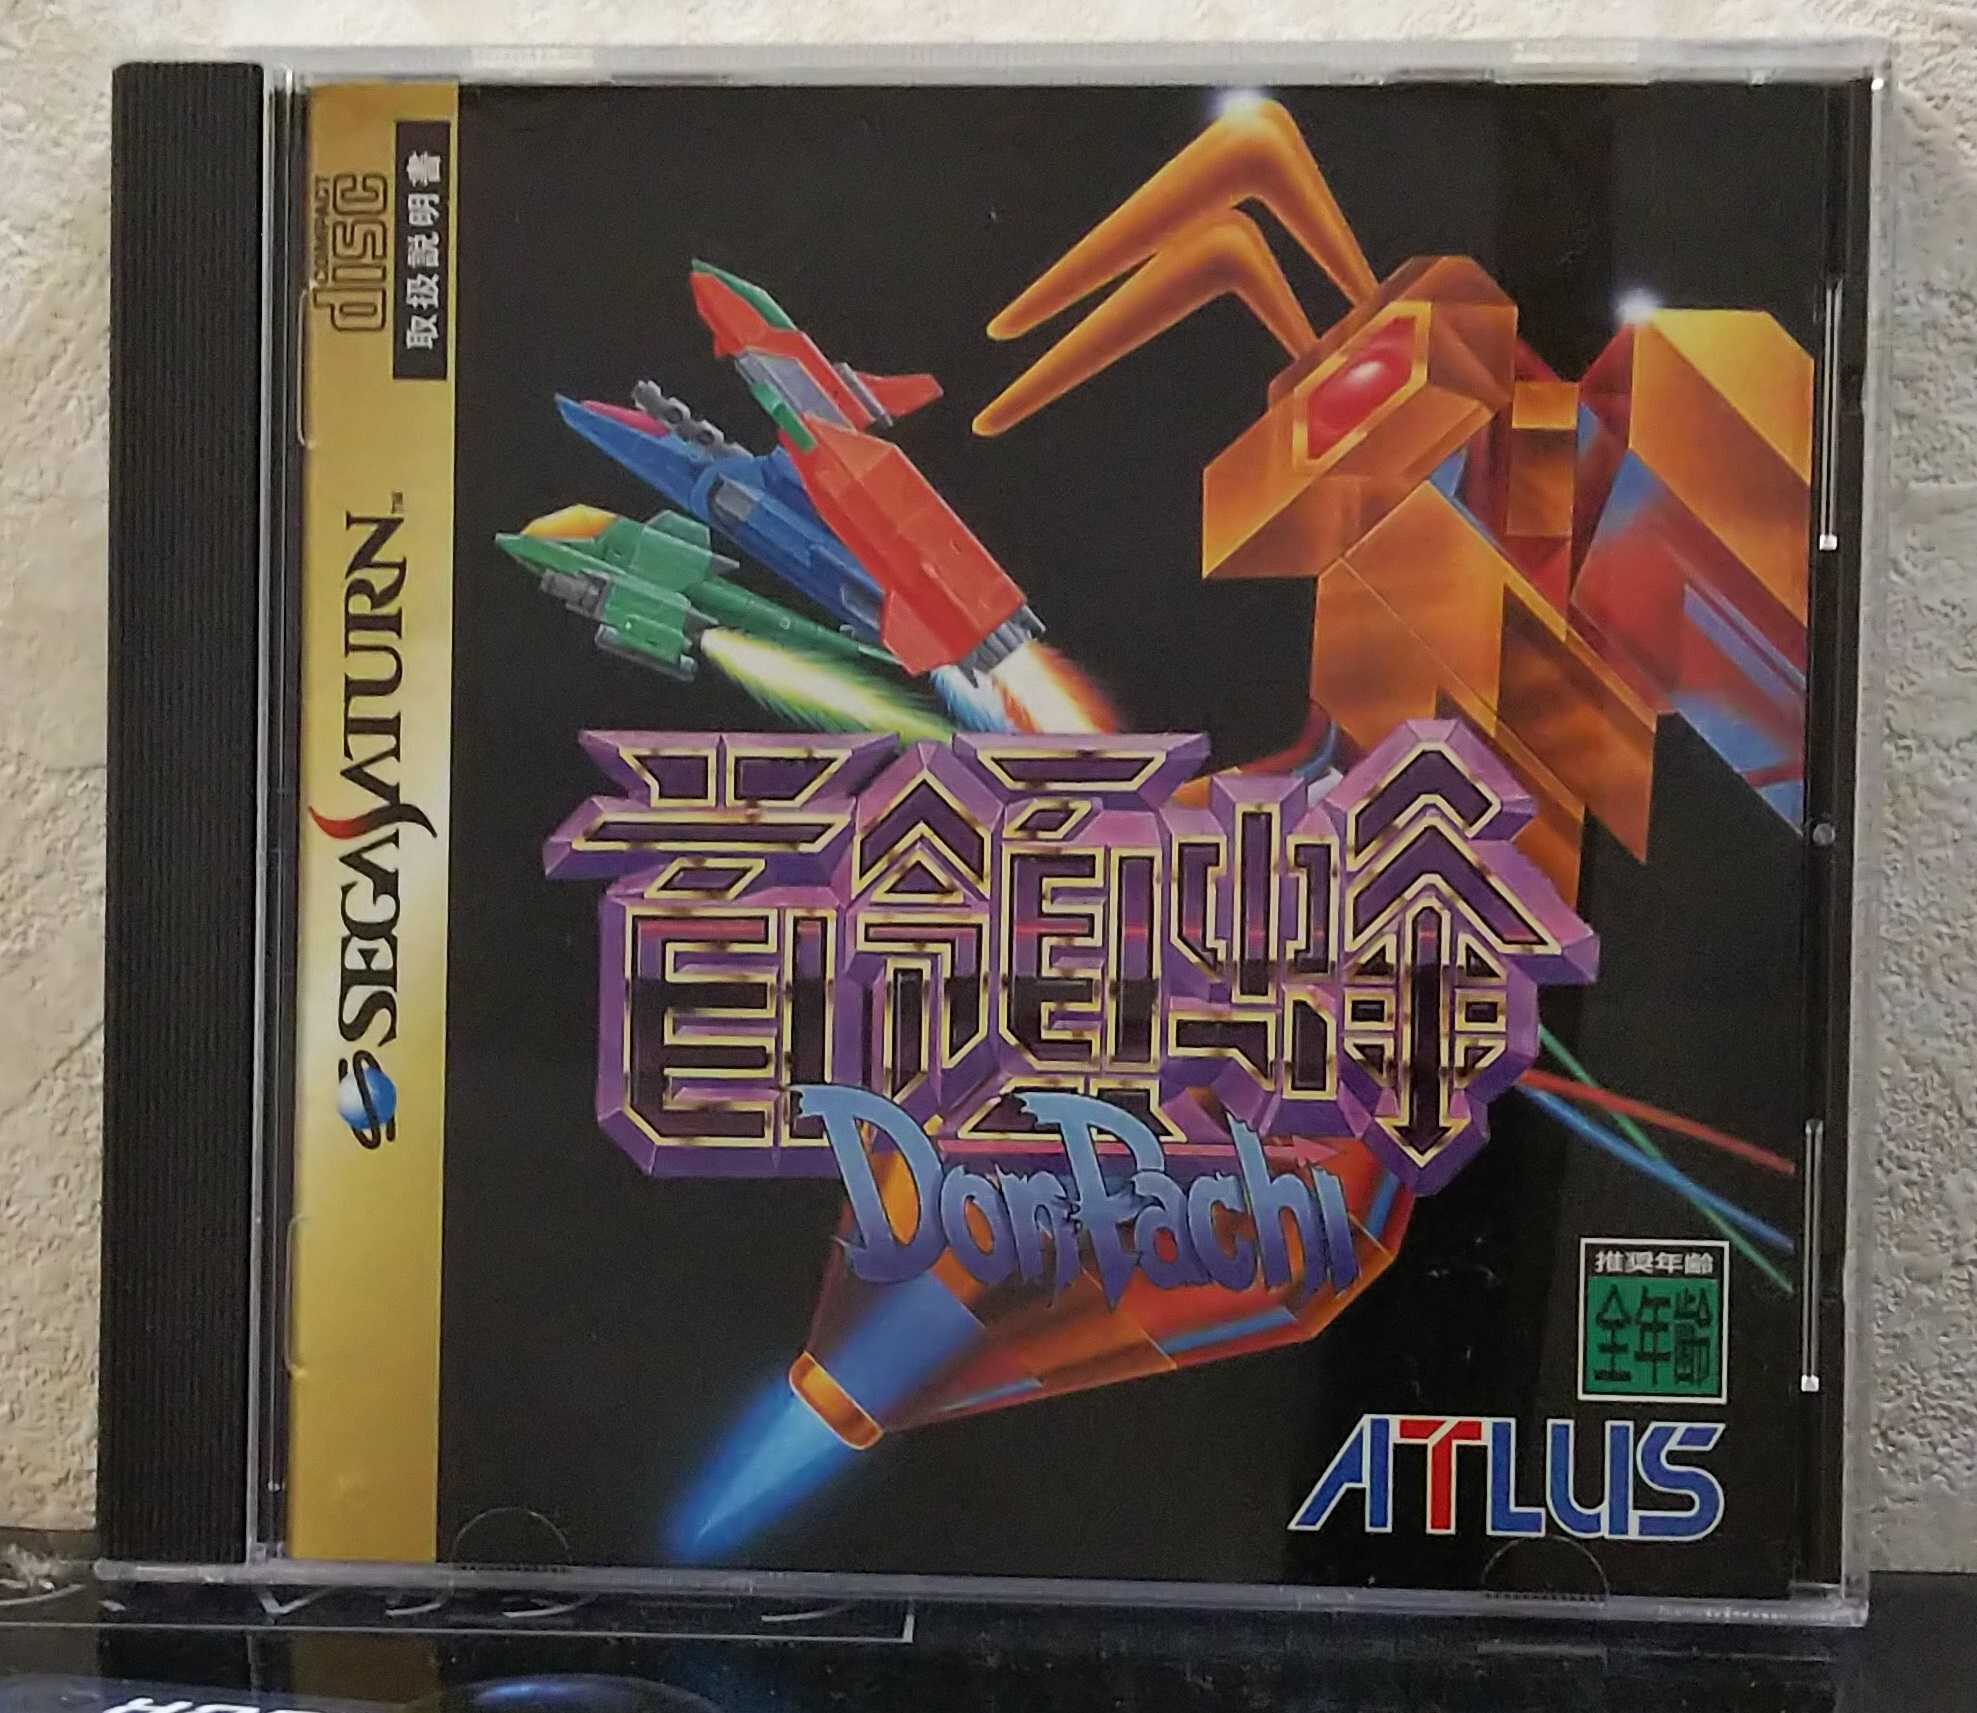 COMPACT
disc
取扱説明書
SEGA SATURN™
首領蜂
DonPachi
推奨年齢
全年齢
ATLUS